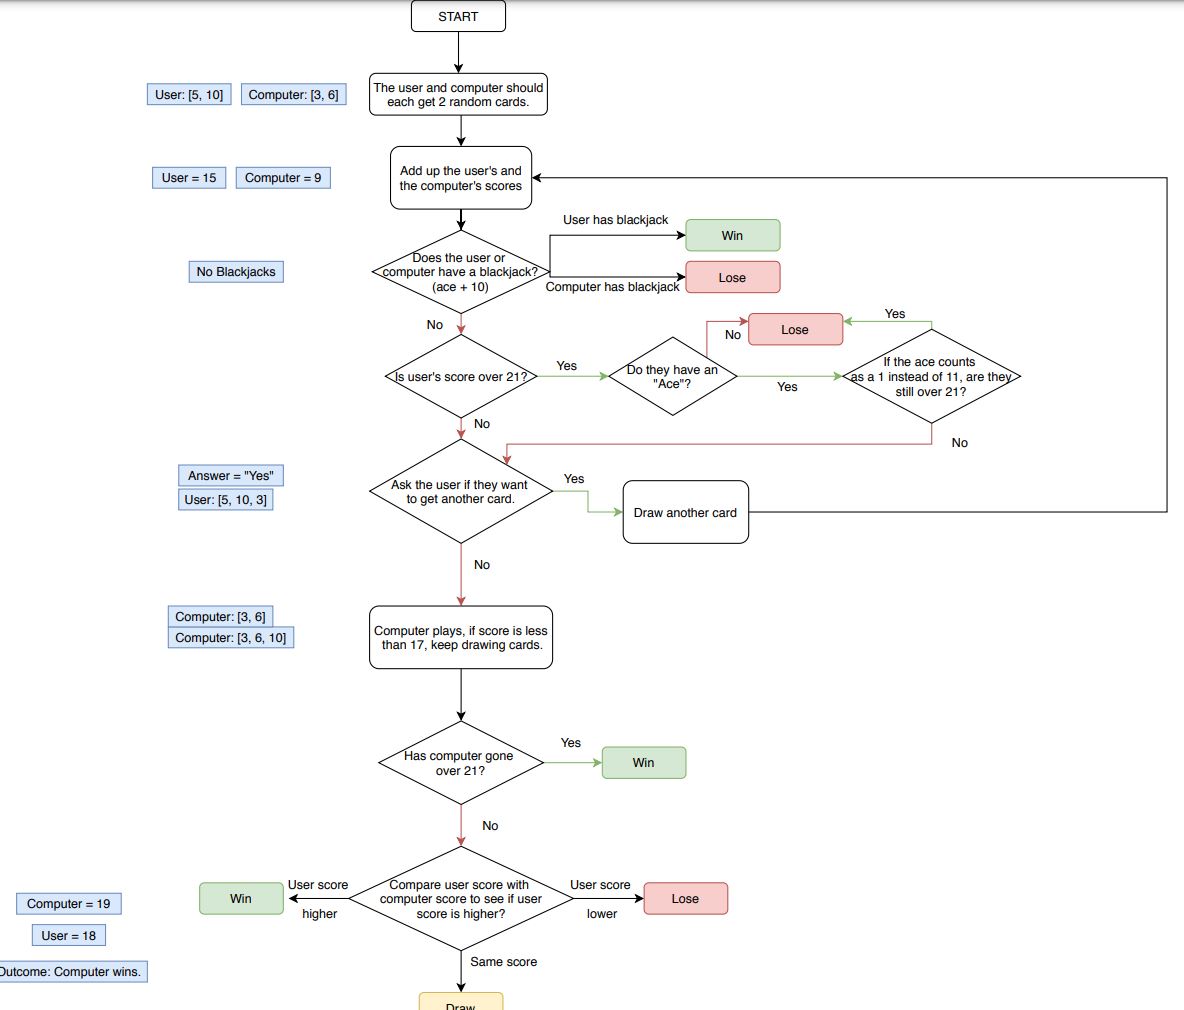 START
User: [5, 10]
Computer: [3, 6]
The user and computer should
each get 2 random cards.
User = 15
Computer = 9
Add up the user's and
the computer's scores
User has blackjack
Win
No Blackjacks
Does the user or
computer have a blackjack?
(ace + 10)
Computer has blackjack
Lose
No
Is user's score over 21?
Yes
Do they have an
"Ace"?
No
Lose
Yes
Yes
If the ace counts
as a 1 instead of 11, are they
still over 21?
No
No
Answer = "Yes"
User: [5, 10, 3]
Ask the user if they want
to get another card.
Yes
Draw another card
No
Computer: [3, 6]
Computer: [3, 6, 10]
Computer plays, if score is less
than 17, keep drawing cards.
Has computer gone
over 21?
Yes
Win
No
Computer = 19
User = 18
Outcome: Computer wins.
Win
User score
higher
Compare user score with
computer score to see if user
score is higher?
User score
lower
Lose
Same score
Draw